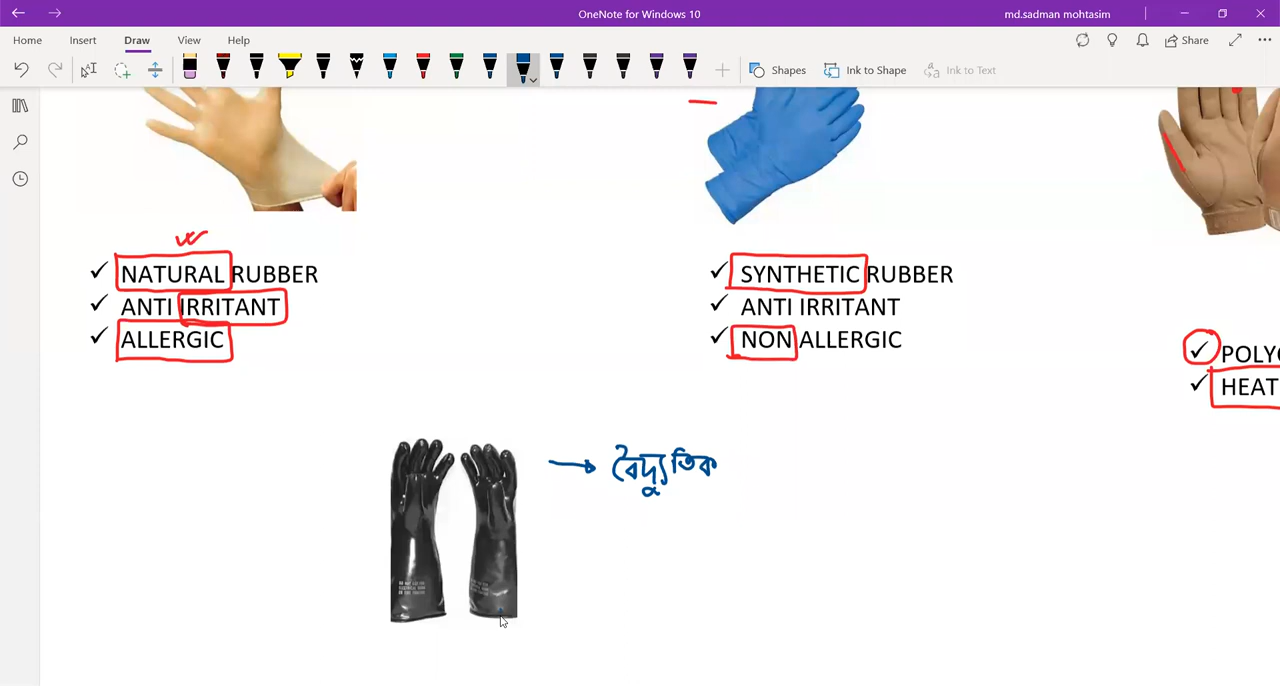 OneNote for Windows 10
md.sadman mohtasim
Home Insert Draw View Help
Share
Shapes
Ink to Shape
Ink to Text
NATURAL RUBBER
ANTI IRRITANT
ALLERGIC
SYNTHETIC RUBBER
ANTI IRRITANT
NON ALLERGIC
HEAT
বৈদ্যুতিক